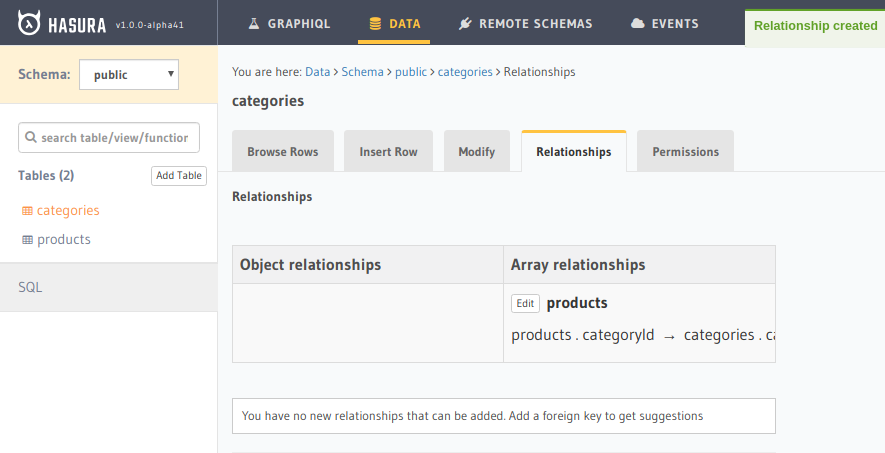 HASURA v1.0.0-alpha41 GRAPHIQL DATA REMOTE SCHEMAS EVENTS Relationship created
Schema: public
You are here: Data > Schema > public > categories > Relationships
categories
search table/view/function
Browse Rows Insert Row Modify Relationships Permissions
Tables (2) Add Table
Relationships
categories
products
Object relationships Array relationships
SQL
Edit products
products . categoryId → categories . ca
You have no new relationships that can be added. Add a foreign key to get suggestions